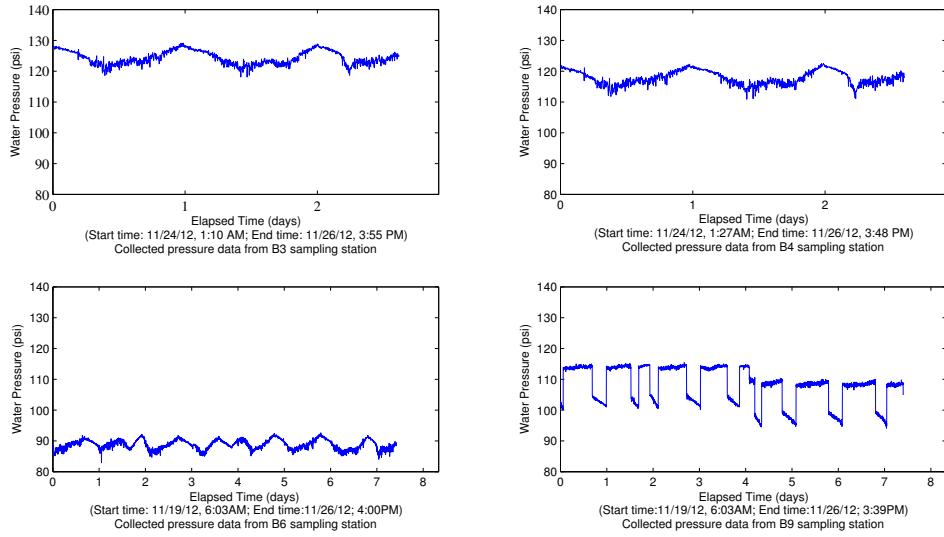 140
130
120
110
100
90
80
Water Pressure (psi)
0 1 2
Elapsed Time (days)
(Start time: 11/24/12, 1:10 AM; End time: 11/26/12, 3:55 PM)
Collected pressure data from B3 sampling station
140
130
120
110
100
90
80
Water Pressure (psi)
0 1 2
Elapsed Time (days)
(Start time: 11/24/12, 1:27AM; End time: 11/26/12, 3:48 PM)
Collected pressure data from B4 sampling station
140
130
120
110
100
90
80
Water Pressure (psi)
0 1 2 3 4 5 6 7 8
Elapsed Time (days)
(Start time: 11/19/12, 6:03AM; End time:11/26/12; 4:00PM)
Collected pressure data from B6 sampling station
140
130
120
110
100
90
80
Water Pressure (psi)
0 1 2 3 4 5 6 7 8
Elapsed Time (days)
(Start time:11/19/12, 6:03AM; End time:11/26/12; 3:39PM)
Collected pressure data from B9 sampling station